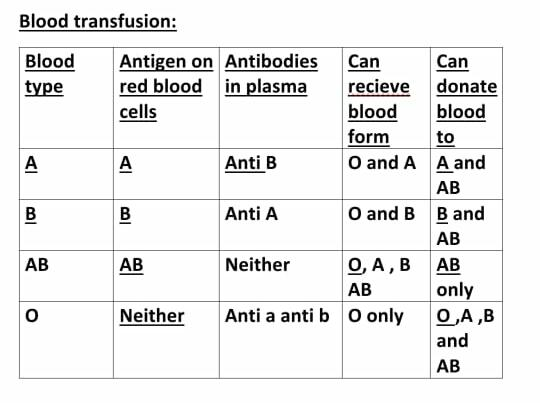 Blood transfusion:
Blood type | Antigen on red blood cells | Antibodies in plasma | Can recieve blood form | Can donate blood to
A | A | Anti B | O and A | A and AB
B | B | Anti A | O and B | B and AB
AB | AB | Neither | O, A , B AB | AB only
O | Neither | Anti a anti b | O only | O ,A ,B and AB